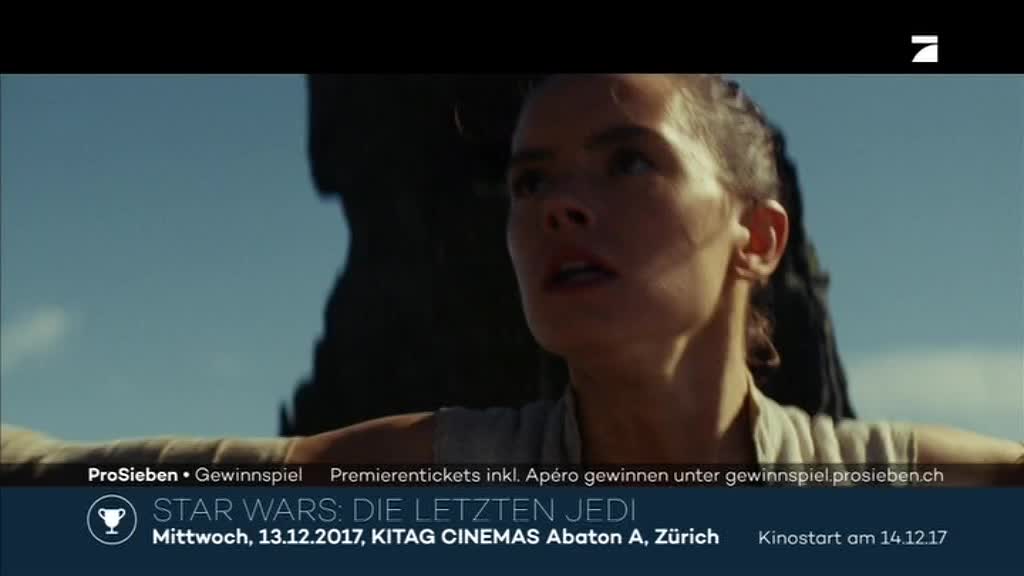 ProSieben • Gewinnspiel Premierentickets inkl. Apéro gewinnen unter gewinnspiel.prosieben.ch
STAR WARS: DIE LETZTEN JEDI
Mittwoch, 13.12.2017, KITAG CINEMAS Abaton A, Zürich Kinostart am 14.12.17